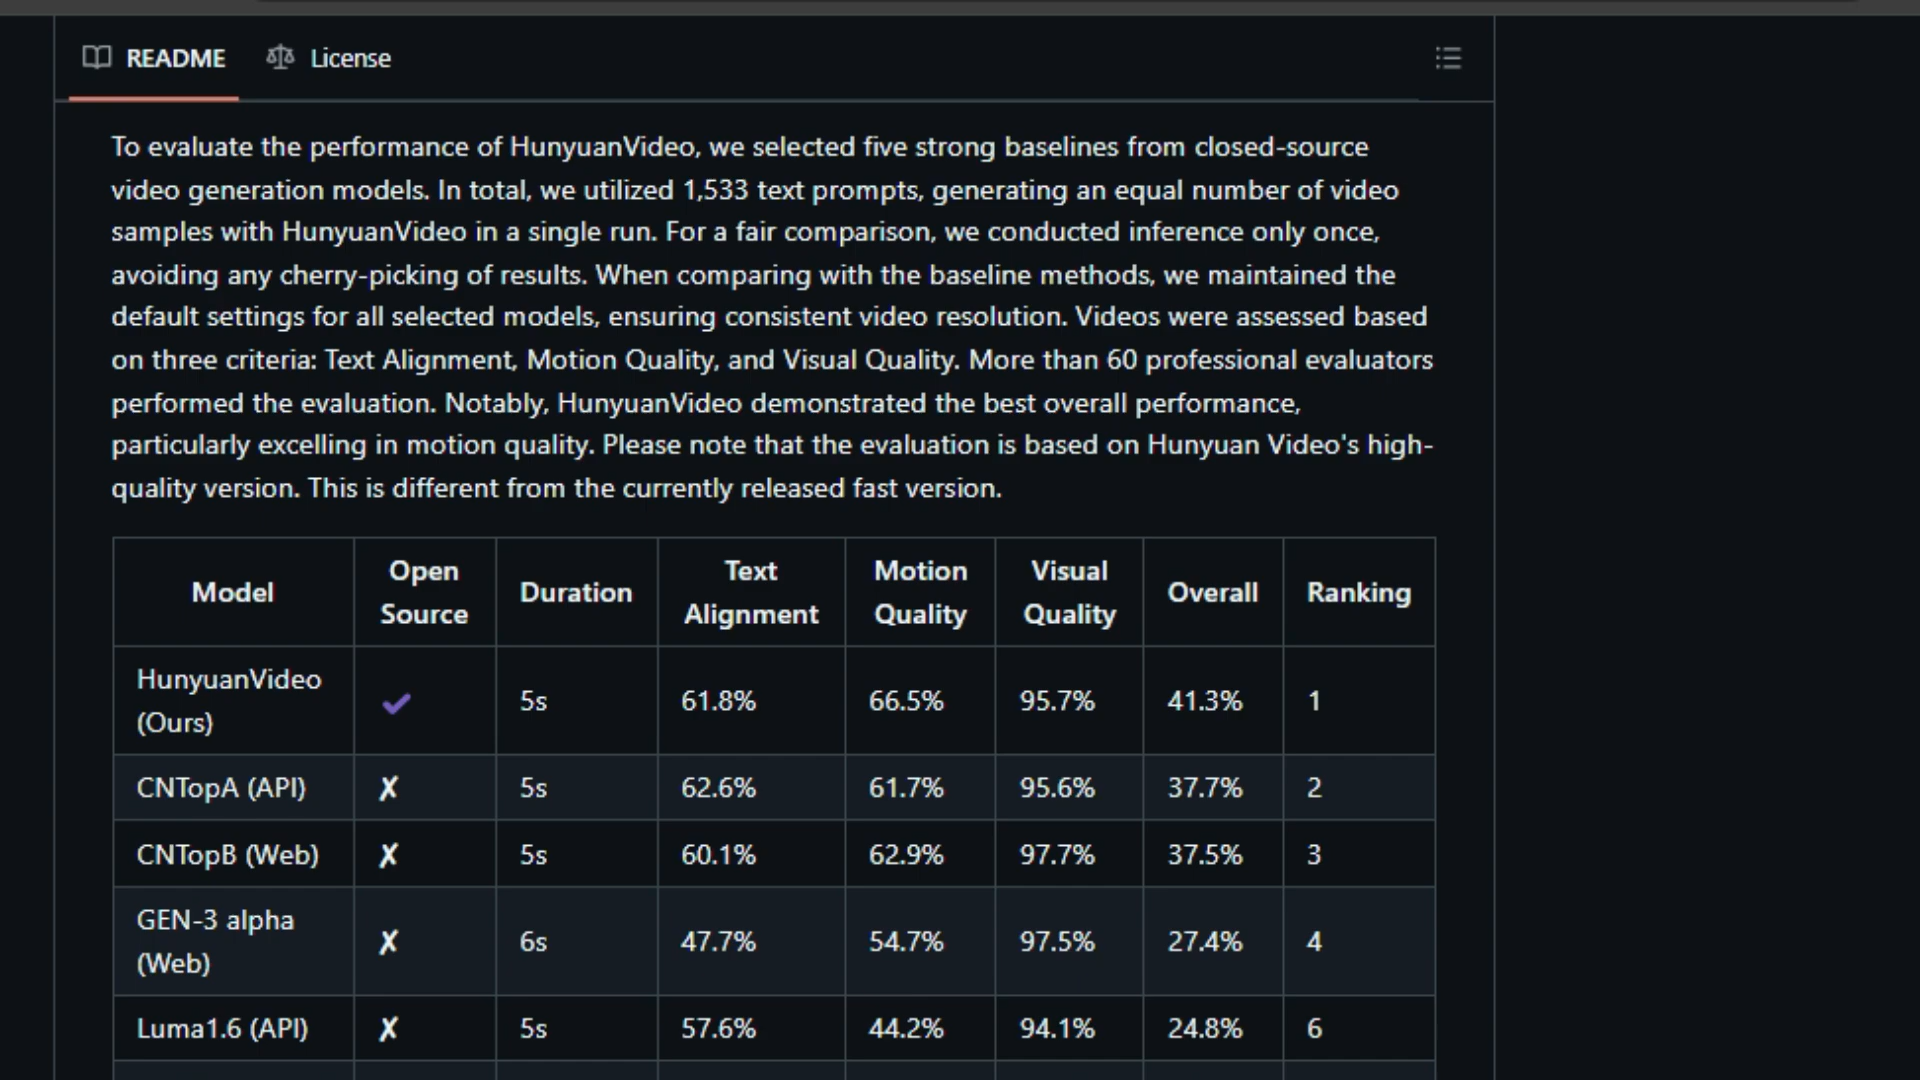 README License
To evaluate the performance of HunyuanVideo, we selected five strong baselines from closed-source
video generation models. In total, we utilized 1,533 text prompts, generating an equal number of video
samples with HunyuanVideo in a single run. For a fair comparison, we conducted inference only once,
avoiding any cherry-picking of results. When comparing with the baseline methods, we maintained the
default settings for all selected models, ensuring consistent video resolution. Videos were assessed based
on three criteria: Text Alignment, Motion Quality, and Visual Quality. More than 60 professional evaluators
performed the evaluation. Notably, HunyuanVideo demonstrated the best overall performance,
particularly excelling in motion quality. Please note that the evaluation is based on Hunyuan Video's high-
quality version. This is different from the currently released fast version.
Model Open Source Duration Text Alignment Motion Quality Visual Quality Overall Ranking
HunyuanVideo (Ours) ✔ 5s 61.8% 66.5% 95.7% 41.3% 1
CNTopA (API) ✗ 5s 62.6% 61.7% 95.6% 37.7% 2
CNTopB (Web) ✗ 5s 60.1% 62.9% 97.7% 37.5% 3
GEN-3 alpha (Web) ✗ 6s 47.7% 54.7% 97.5% 27.4% 4
Luma1.6 (API) ✗ 5s 57.6% 44.2% 94.1% 24.8% 6